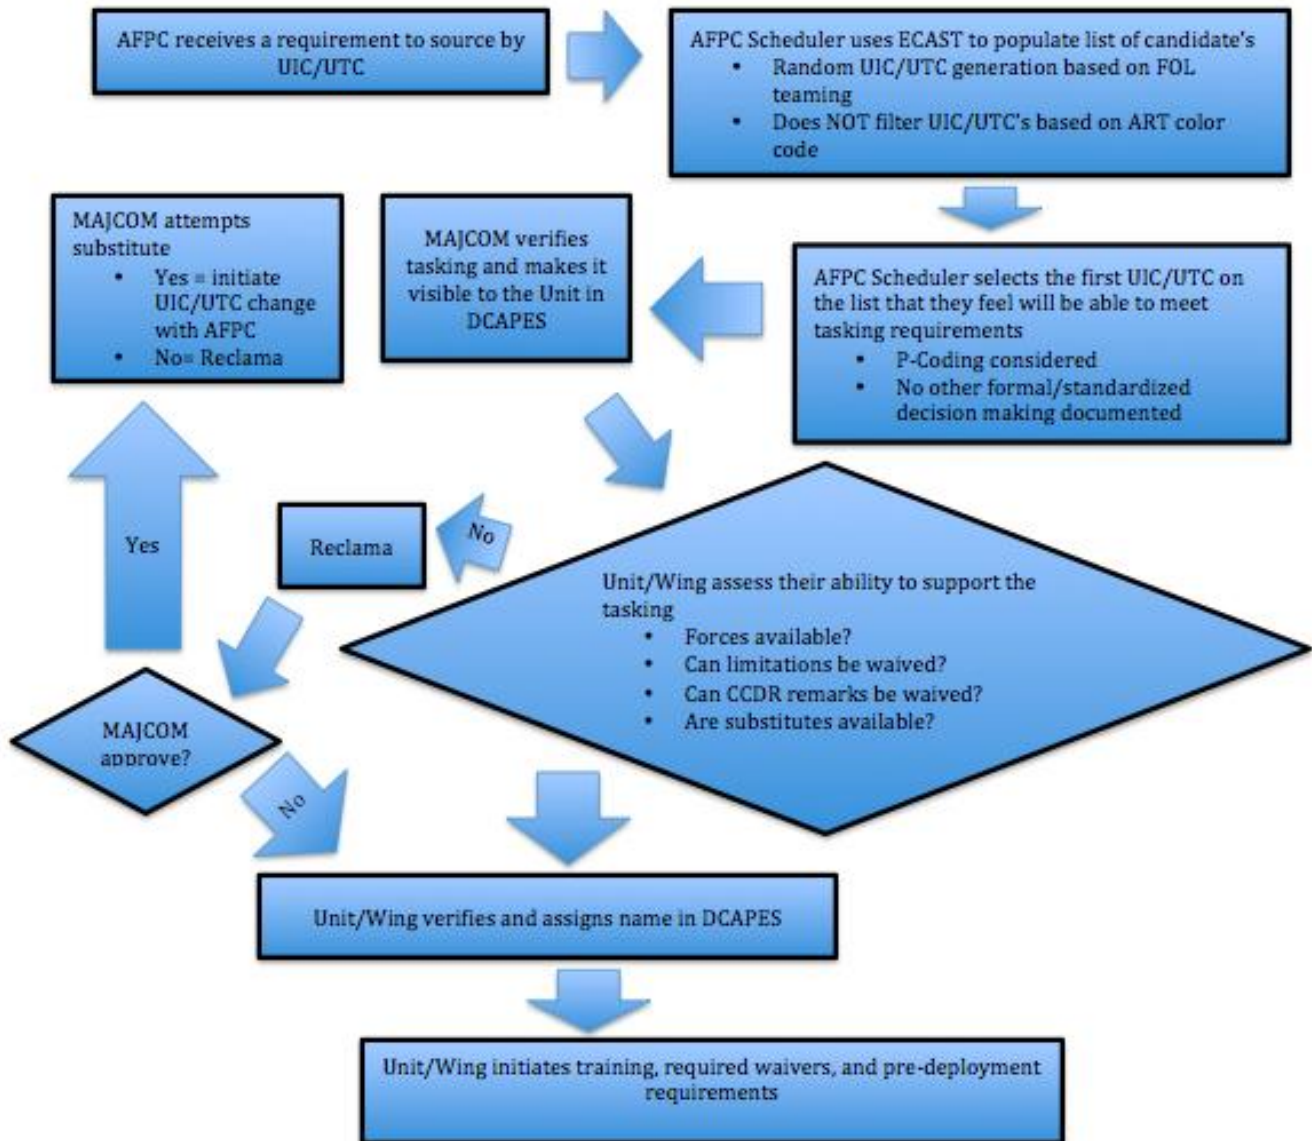 AFPC receives a requirement to source by
UIC/UTC
AFPC Scheduler uses ECAST to populate list of candidate's
• Random UIC/UTC generation based on FOL
teaming
• Does NOT filter UIC/UTC's based on ART color
code
AFPC Scheduler selects the first UIC/UTC on
the list that they feel will be able to meet
tasking requirements
• P-Coding considered
• No other formal/standardized
decision making documented
MAJCOM verifies
tasking and makes it
visible to the Unit in
DCAPES
MAJCOM attempts
substitute
• Yes = initiate
UIC/UTC change
with AFPC
• No= Reclama
Unit/Wing assess their ability to support the
tasking
• Forces available?
• Can limitations be waived?
• Can CCDR remarks be waived?
• Are substitutes available?
No
Reclama
Yes
MAJCOM
approve?
No
Unit/Wing verifies and assigns name in DCAPES
Unit/Wing initiates training, required waivers, and pre-deployment
requirements